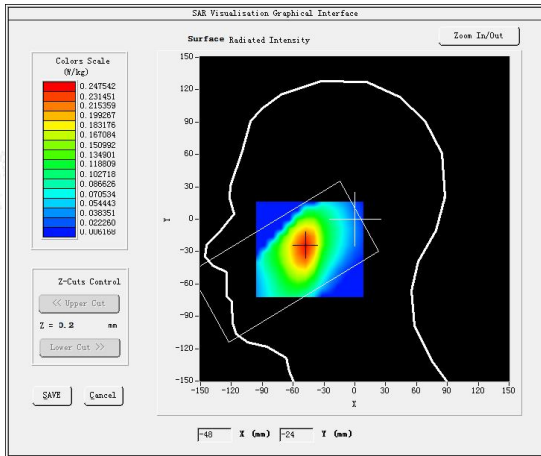 SAR Visualisation Graphical Interface
Surface Radiated Intensity
Zoom In/Out
Colors Scale
(W/kg)
0.247542
0.231451
0.215359
0.199267
0.183176
0.167084
0.150992
0.134901
0.118809
0.102718
0.086626
0.070534
0.054443
0.038351
0.022260
0.006168
Z-Cuts Control
<< Upper Cut
Z = 0.2 mm
Lower Cut >>
SAVE Cancel
150
120
90
60
30
0
-30
-60
-90
-120
-150
Y
-150 -120 -90 -60 -30 0 30 60 90 120 150
X
-48 X (mm) -24 Y (mm)